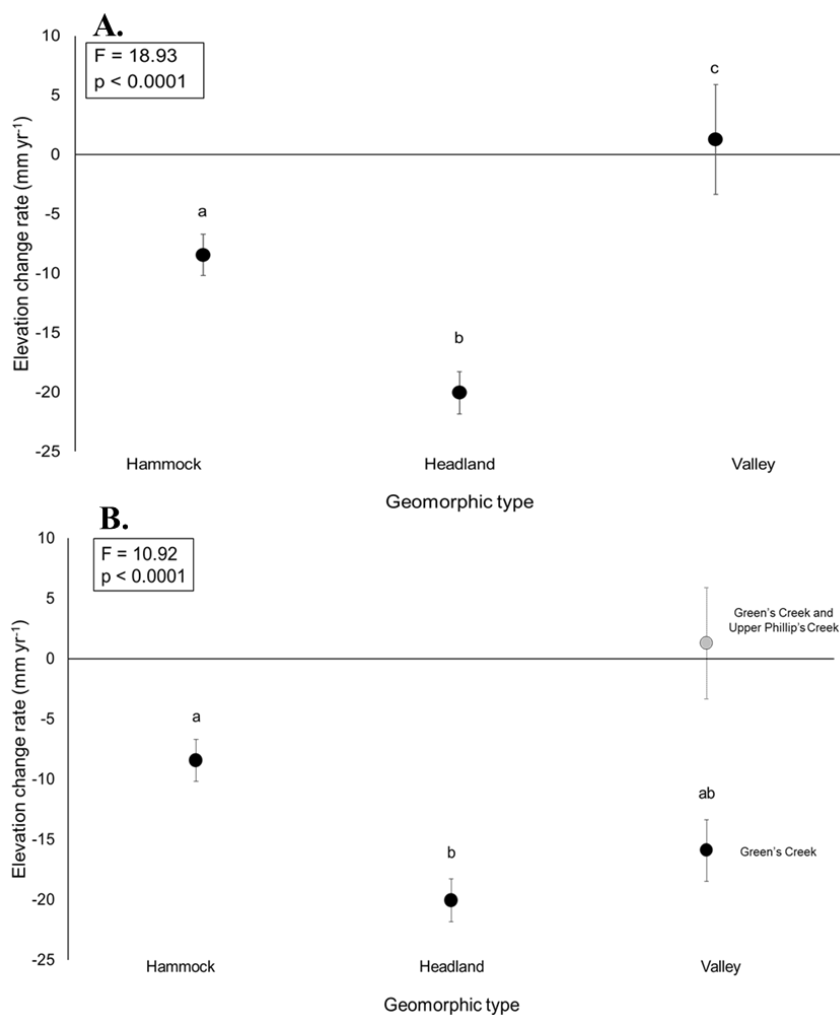 A.
F = 18.93
p < 0.0001
Elevation change rate (mm yr⁻¹)
10
5
0
-5
-10
-15
-20
-25
a
b
c
Hammock Headland Valley
Geomorphic type
B.
F = 10.92
p < 0.0001
Elevation change rate (mm yr⁻¹)
10
5
0
-5
-10
-15
-20
-25
Green's Creek and
Upper Phillip's Creek
a
b
ab
Green's Creek
Hammock Headland Valley
Geomorphic type